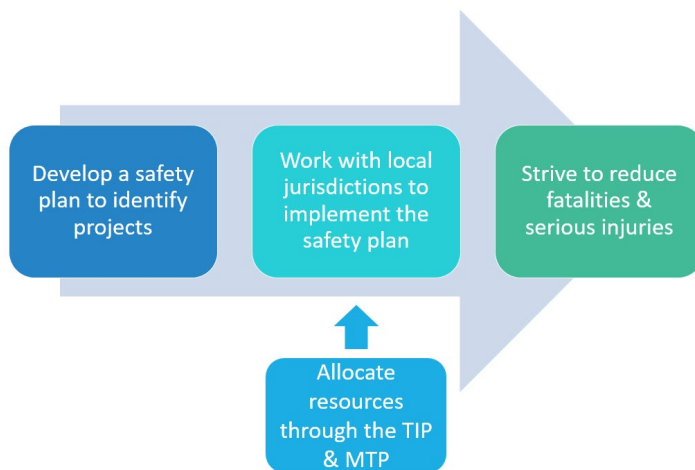 Develop a safety
plan to identify
projects
Work with local
jurisdictions to
implement the
safety plan
Strive to reduce
fatalities &
serious injuries
Allocate
resources
through the TIP
& MTP